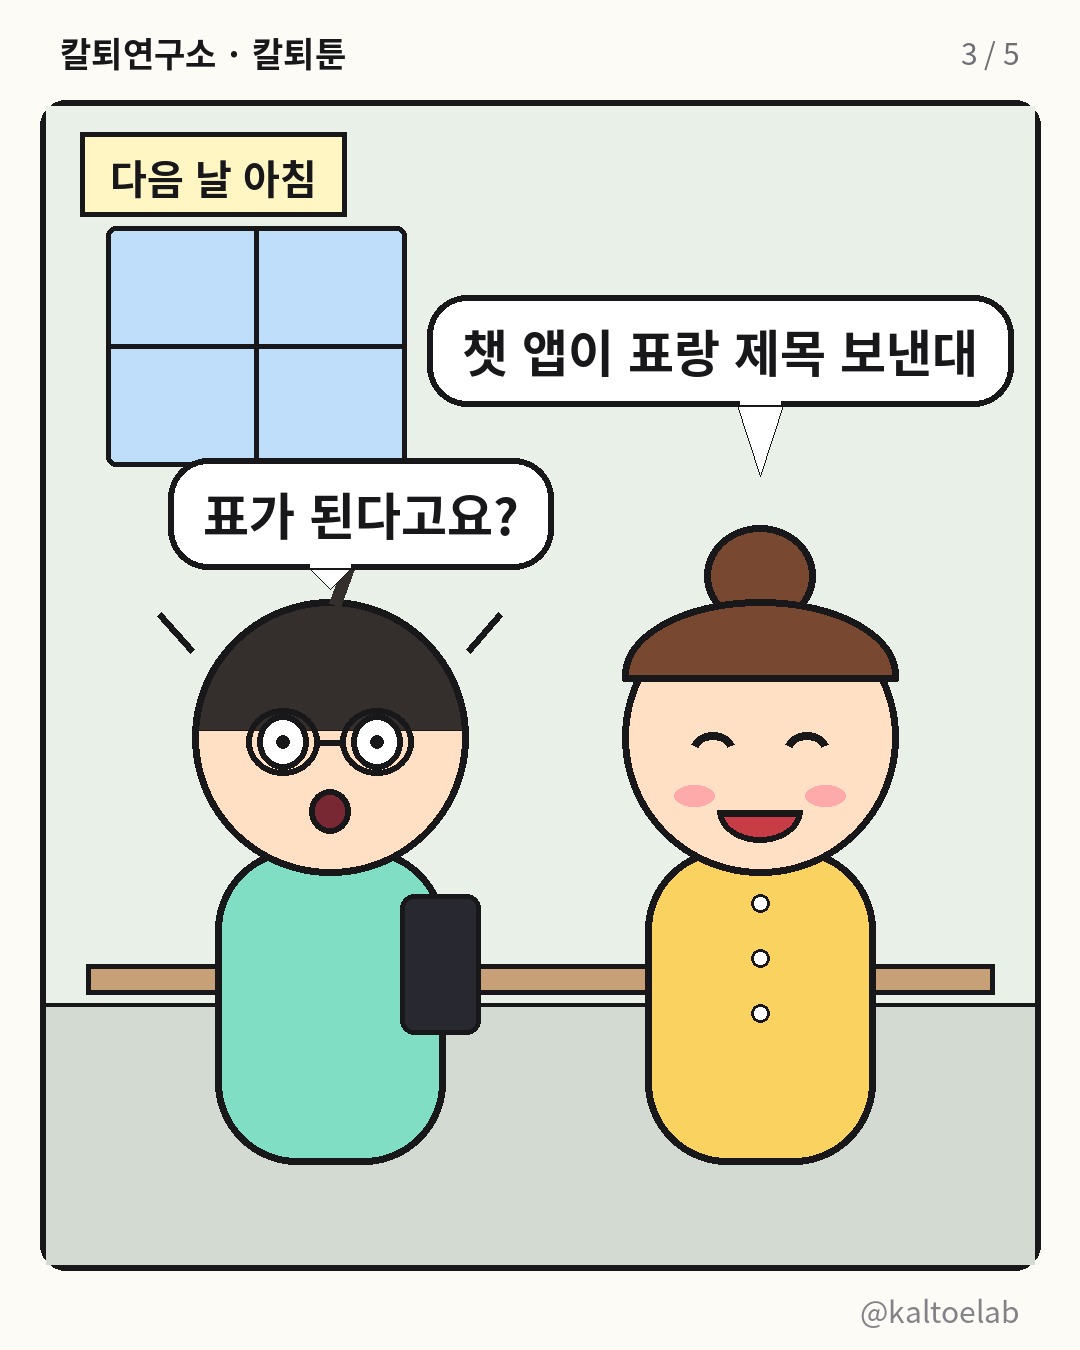 칼퇴연구소 · 칼퇴툰
3 / 5
다음 날 아침
챗 앱이 표랑 제목 보낸대
표가 된다고요?
@kaltoelab